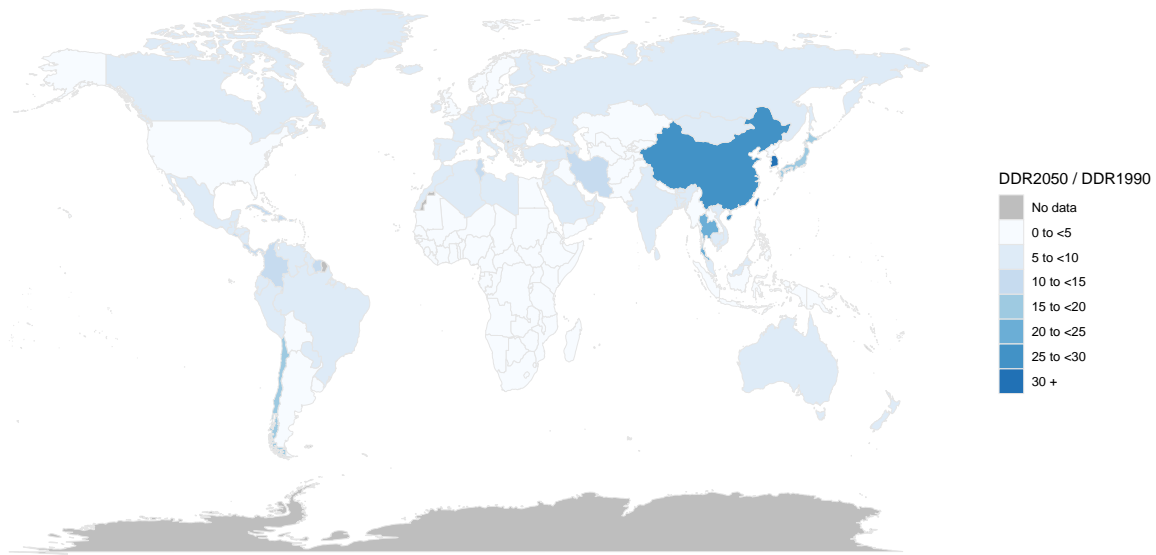 DDR2050 / DDR1990
No data
0 to <5
5 to <10
10 to <15
15 to <20
20 to <25
25 to <30
30 +